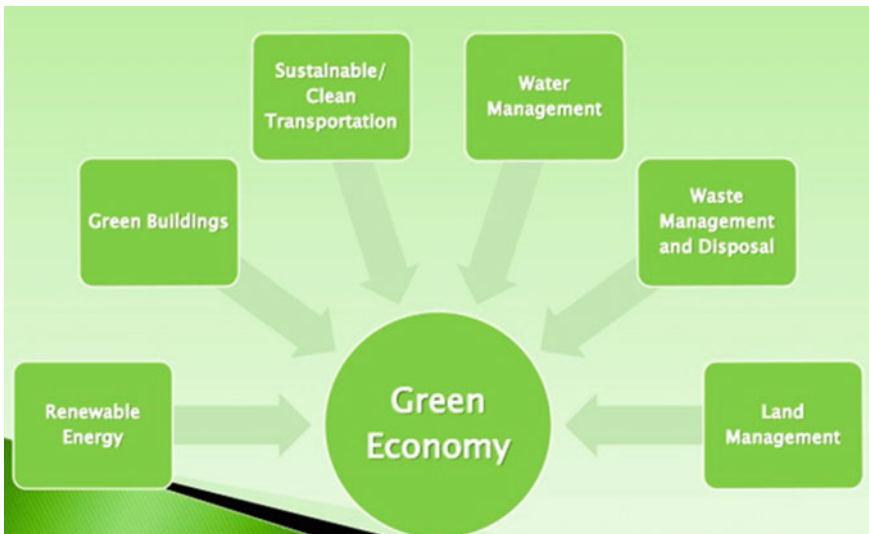 Sustainable/
Clean
Transportation
Water
Management
Green Buildings
Waste
Management
and Disposal
Renewable
Energy
Green
Economy
Land
Management